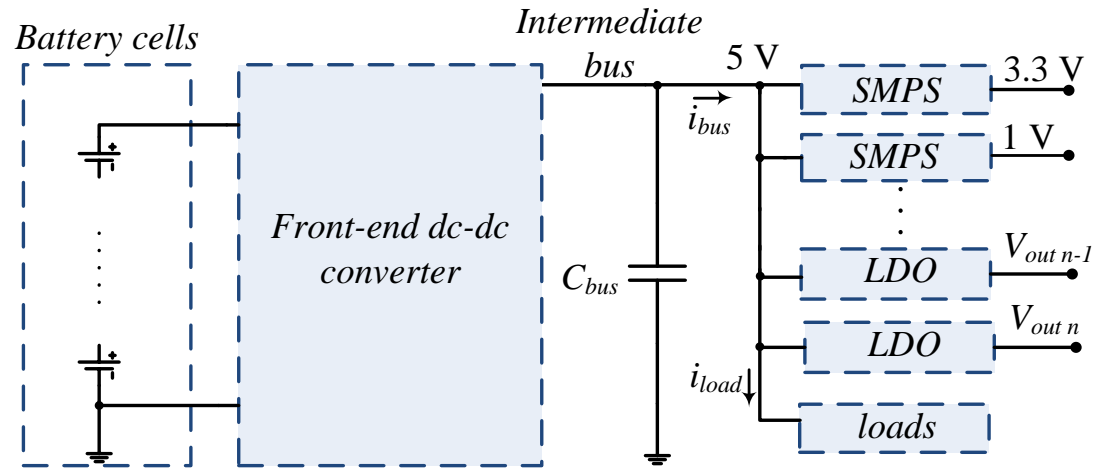 Battery cells
Intermediate
bus
Front-end dc-dc
converter
C_bus
5 V
i_bus
i_load
SMPS
3.3 V
SMPS
1 V
LDO
V_out n-1
LDO
V_out n
loads